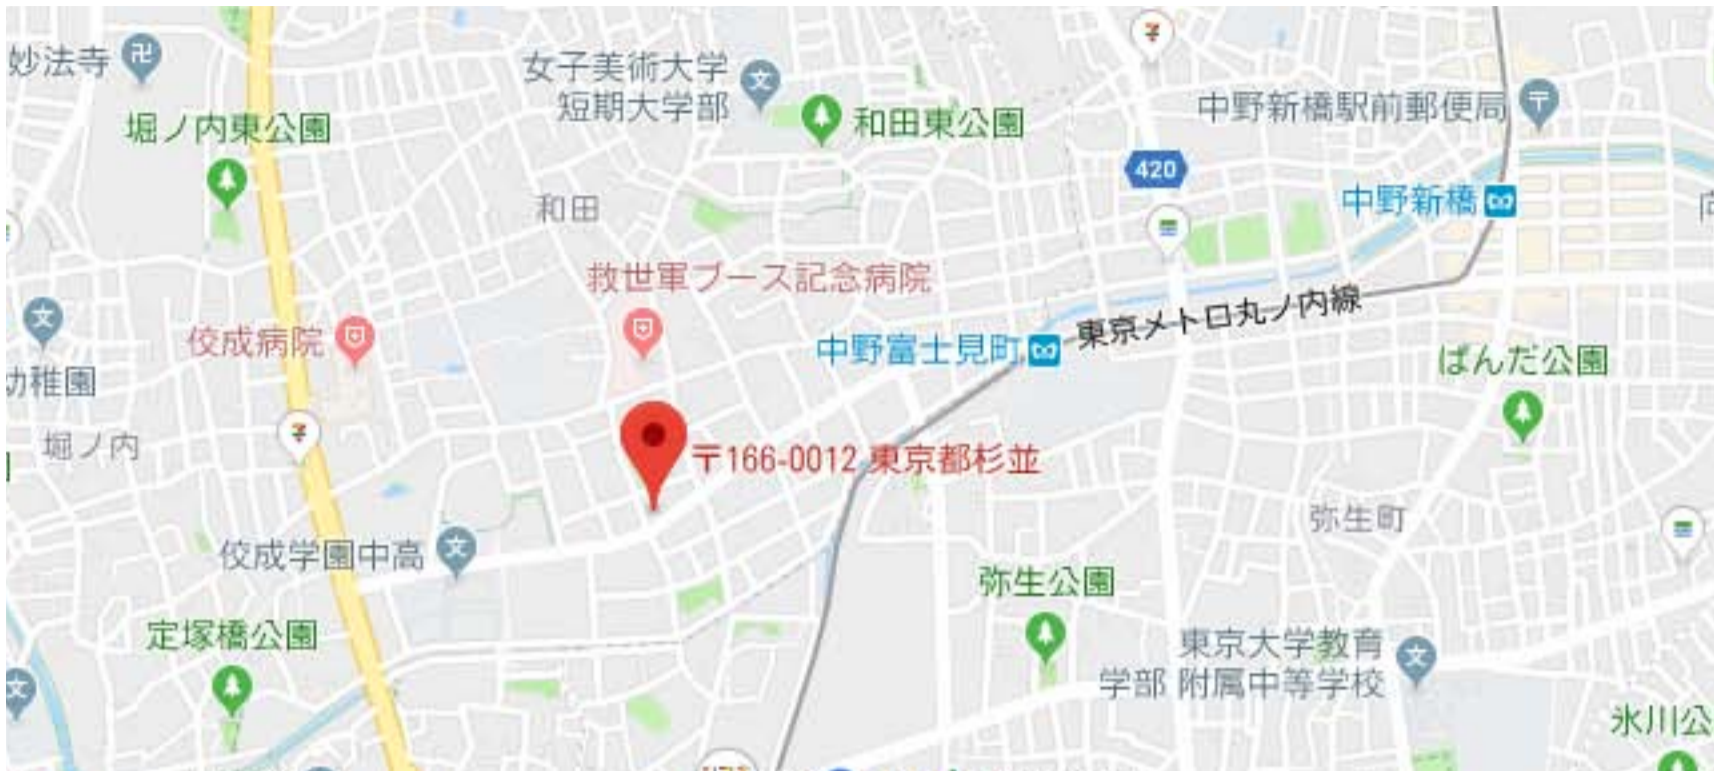 妙法寺
女子美術大学
短期大学部
堀ノ内東公園
和田東公園
中野新橋駅前郵便局
420
和田
中野新橋
救世軍ブース記念病院
佼成病院
中野富士見町
東京メトロ丸ノ内線
ぱんだ公園
幼稚園
堀ノ内
〒166-0012 東京都杉並
弥生町
佼成学園中高
弥生公園
定塚橋公園
東京大学教育
学部 附属中等学校
氷川公